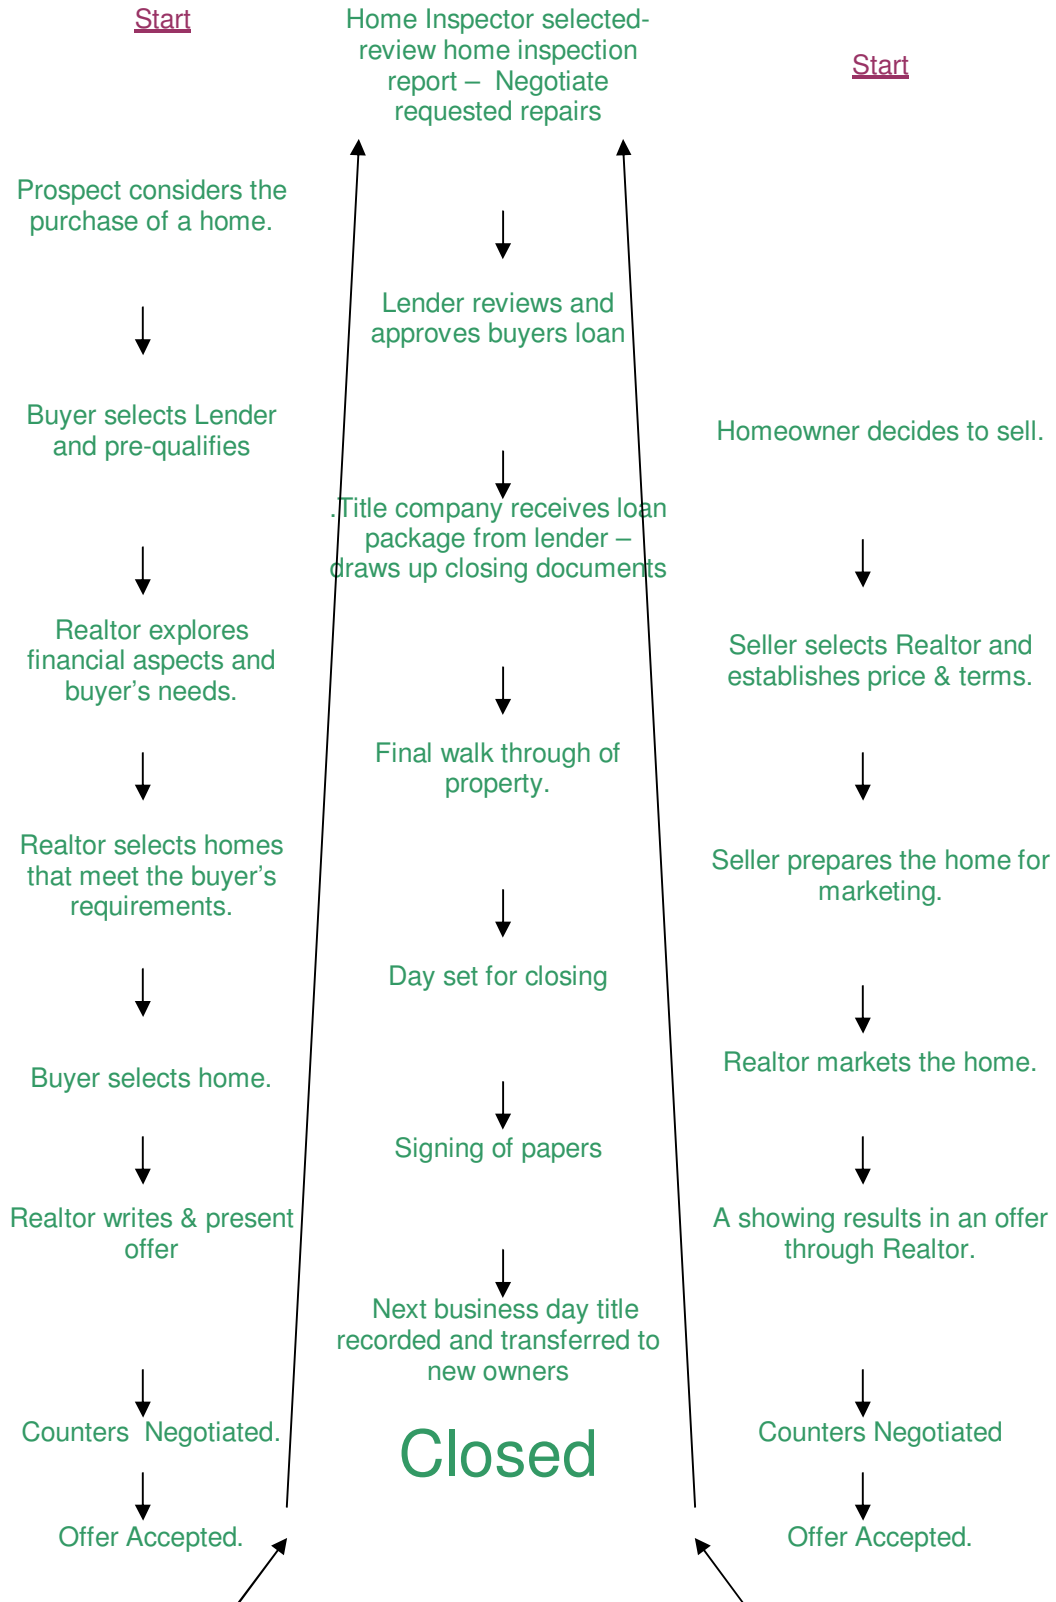 Start
Prospect considers the
purchase of a home.
Buyer selects Lender
and pre-qualifies
Realtor explores
financial aspects and
buyer’s needs.
Realtor selects homes
that meet the buyer’s
requirements.
Buyer selects home.
Realtor writes & present
offer
Counters  Negotiated.
Offer Accepted.
Home Inspector selected-
review home inspection
report –  Negotiate
requested repairs
Lender reviews and
approves buyers loan
.Title company receives loan
package from lender –
draws up closing documents
Final walk through of
property.
Day set for closing
Signing of papers
Next business day title
recorded and transferred to
new owners
Closed
Start
Homeowner decides to sell.
Seller selects Realtor and
establishes price & terms.
Seller prepares the home for
marketing.
Realtor markets the home.
A showing results in an offer
through Realtor.
Counters Negotiated
Offer Accepted.